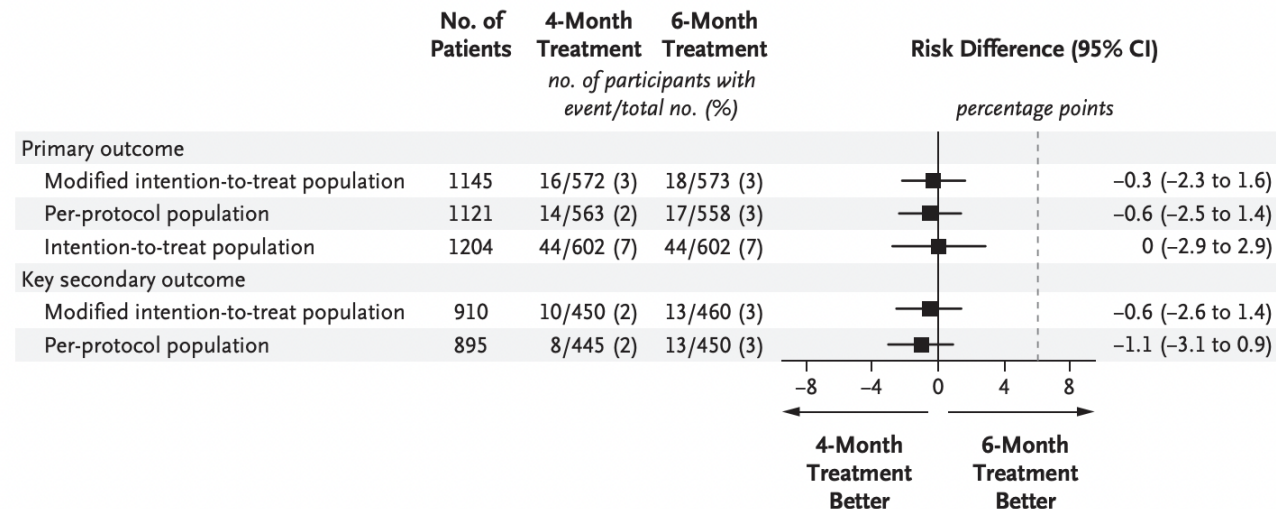 No. of Patients
4-Month Treatment
6-Month Treatment
Risk Difference (95% CI)
no. of participants with event/total no. (%)
percentage points
Primary outcome
Modified intention-to-treat population 1145 16/572 (3) 18/573 (3) −0.3 (−2.3 to 1.6)
Per-protocol population 1121 14/563 (2) 17/558 (3) −0.6 (−2.5 to 1.4)
Intention-to-treat population 1204 44/602 (7) 44/602 (7) 0 (−2.9 to 2.9)
Key secondary outcome
Modified intention-to-treat population 910 10/450 (2) 13/460 (3) −0.6 (−2.6 to 1.4)
Per-protocol population 895 8/445 (2) 13/450 (3) −1.1 (−3.1 to 0.9)
−8 −4 0 4 8
4-Month Treatment Better
6-Month Treatment Better